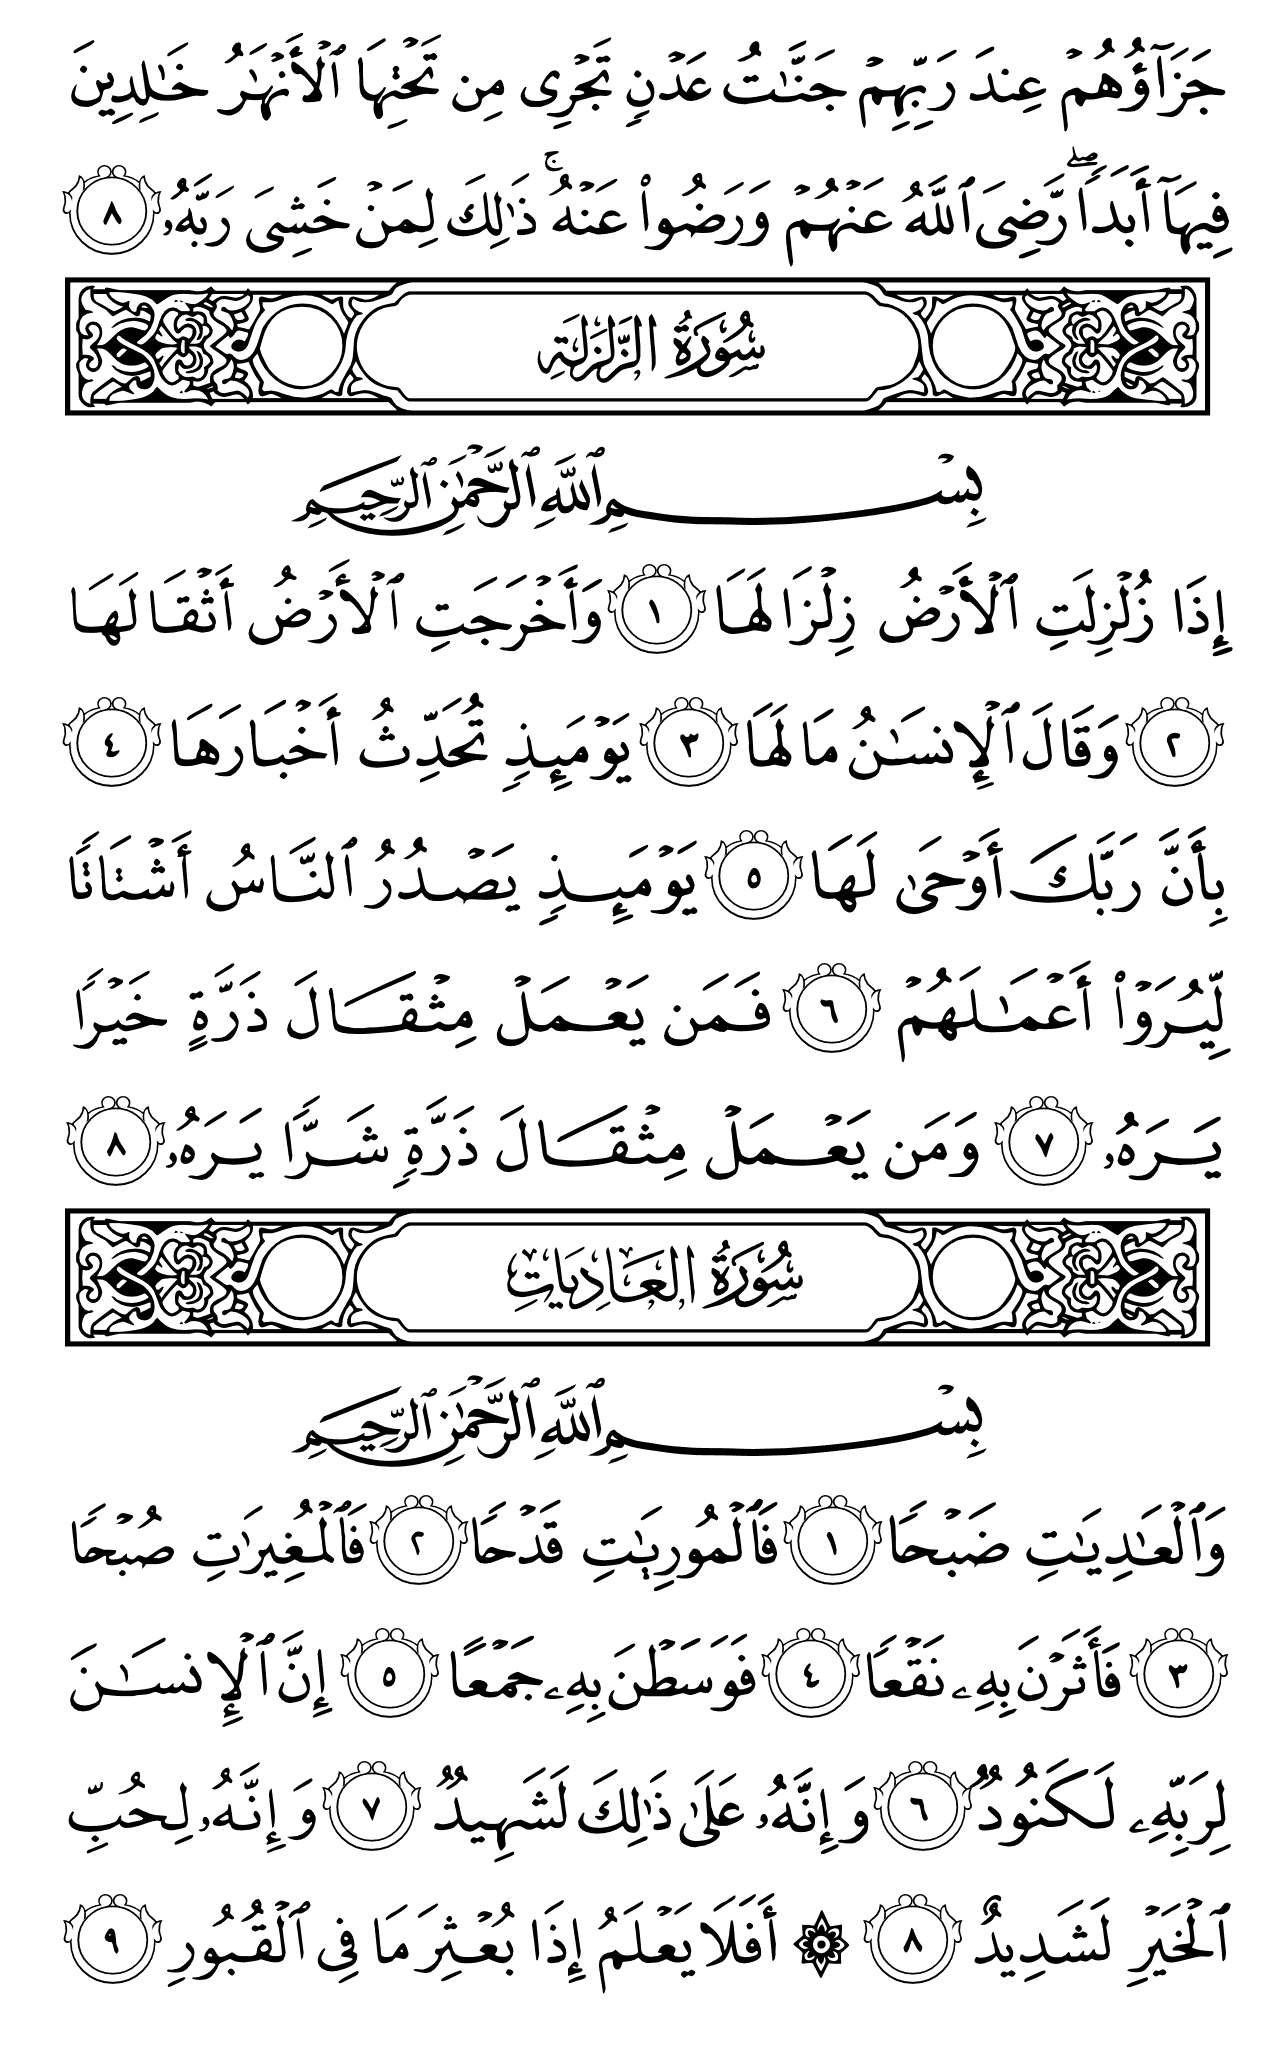 جَزَآؤُهُمۡ عِندَ رَبِّهِمۡ جَنَّـٰتُ عَدۡنٖ تَجۡرِى مِن تَحۡتِهَا ٱلۡأَنۡهَـٰرُ خَـٰلِدِينَ
فِيهَآ أَبَدٗاۖ رَّضِىَ ٱللَّهُ عَنۡهُمۡ وَرَضُواْ عَنۡهُۚ ذَٰلِكَ لِمَنۡ خَشِىَ رَبَّهُۥ ٨
سُورَةُ الزَّلْزَلَةِ
بِسۡمِ ٱللَّهِ ٱلرَّحۡمَٰنِ ٱلرَّحِيمِ
إِذَا زُلۡزِلَتِ ٱلۡأَرۡضُ زِلۡزَالَهَا ١ وَأَخۡرَجَتِ ٱلۡأَرۡضُ أَثۡقَالَهَا
٢ وَقَالَ ٱلۡإِنسَـٰنُ مَا لَهَا ٣ يَوۡمَئِذٖ تُحَدِّثُ أَخۡبَارَهَا ٤
بِأَنَّ رَبَّكَ أَوۡحَىٰ لَهَا ٥ يَوۡمَئِذٖ يَصۡدُرُ ٱلنَّاسُ أَشۡتَاتٗا
لِّيُرَوۡاْ أَعۡمَـٰلَهُمۡ ٦ فَمَن يَعۡمَلۡ مِثۡقَالَ ذَرَّةٍ خَيۡرٗا
يَرَهُۥ ٧ وَمَن يَعۡمَلۡ مِثۡقَالَ ذَرَّةٖ شَرّٗا يَرَهُۥ ٨
سُورَةُ العَادِيَاتِ
بِسۡمِ ٱللَّهِ ٱلرَّحۡمَٰنِ ٱلرَّحِيمِ
وَٱلۡعَـٰدِيَـٰتِ ضَبۡحٗا ١ فَٱلۡمُورِيَـٰتِ قَدۡحٗا ٢ فَٱلۡمُغِيرَٰتِ صُبۡحٗا
٣ فَأَثَرۡنَ بِهِۦ نَقۡعٗا ٤ فَوَسَطۡنَ بِهِۦ جَمۡعًا ٥ إِنَّ ٱلۡإِنسَـٰنَ
لِرَبِّهِۦ لَكَنُودٞ ٦ وَإِنَّهُۥ عَلَىٰ ذَٰلِكَ لَشَهِيدٞ ٧ وَإِنَّهُۥ لِحُبِّ
ٱلۡخَيۡرِ لَشَدِيدٌ ٨ ۞ أَفَلَا يَعۡلَمُ إِذَا بُعۡثِرَ مَا فِى ٱلۡقُبُورِ ٩